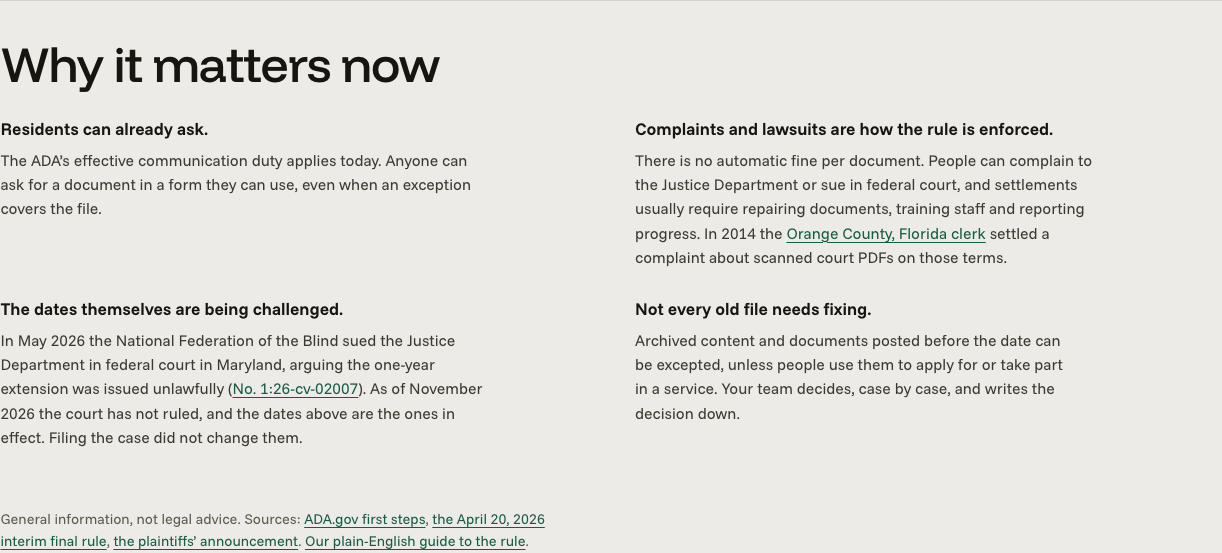 Why it matters now
Residents can already ask.
The ADA's effective communication duty applies today. Anyone can
ask for a document in a form they can use, even when an exception
covers the file.
Complaints and lawsuits are how the rule is enforced.
There is no automatic fine per document. People can complain to
the Justice Department or sue in federal court, and settlements
usually require repairing documents, training staff and reporting
progress. In 2014 the Orange County, Florida clerk settled a
complaint about scanned court PDFs on those terms.
The dates themselves are being challenged.
In May 2026 the National Federation of the Blind sued the Justice
Department in federal court in Maryland, arguing the one-year
extension was issued unlawfully (No. 1:26-cv-02007). As of November
2026 the court has not ruled, and the dates above are the ones in
effect. Filing the case did not change them.
Not every old file needs fixing.
Archived content and documents posted before the date can
be excepted, unless people use them to apply for or take part
in a service. Your team decides, case by case, and writes the
decision down.
General information, not legal advice. Sources: ADA.gov first steps, the April 20, 2026
interim final rule, the plaintiffs' announcement. Our plain-English guide to the rule.